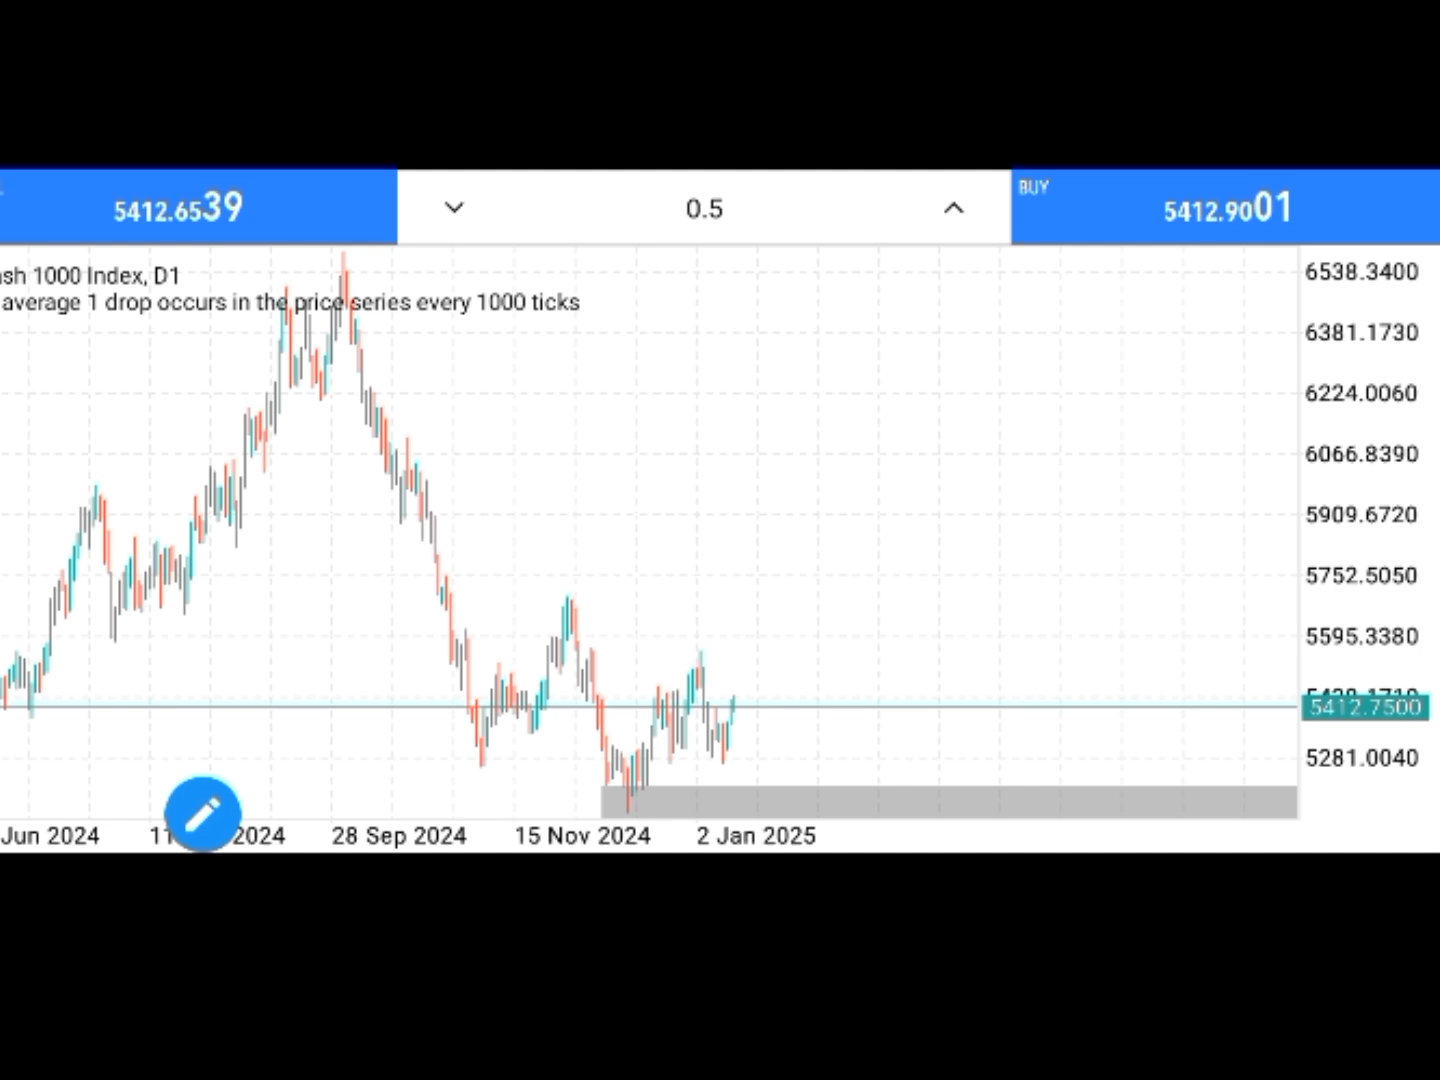 5412.6539
0.5
BUY
5412.9001
ash 1000 Index, D1
average 1 drop occurs in the price series every 1000 ticks
6538.3400
6381.1730
6224.0060
6066.8390
5909.6720
5752.5050
5595.3380
5412.7500
5281.0040
Jun 2024
11 2024
28 Sep 2024
15 Nov 2024
2 Jan 2025